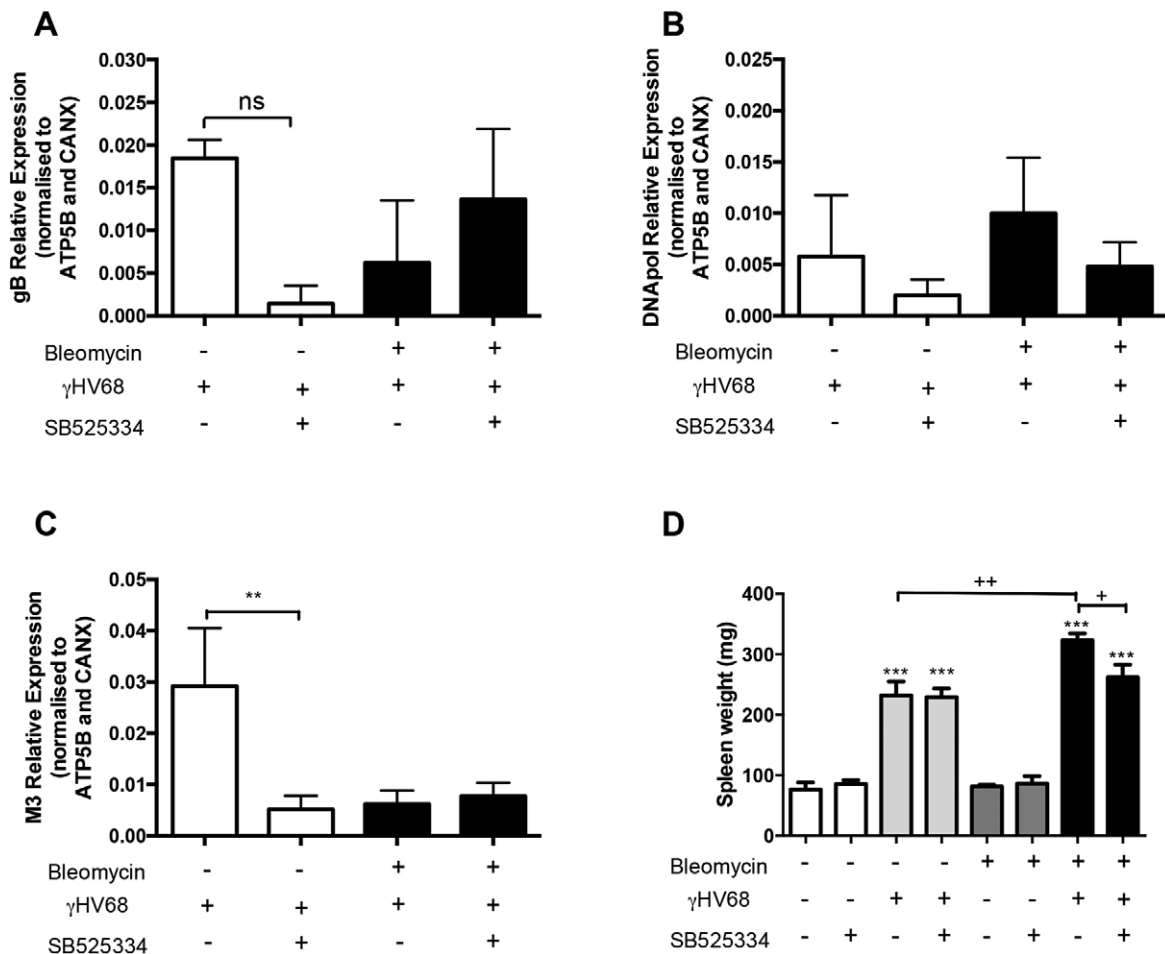 A
gB Relative Expression
(normalised to
ATP5B and CANX)
0.030
0.025
0.020
0.015
0.010
0.005
0.000
ns
Bleomycin - - + +
γHV68 + + + +
SB525334 - + - +
B
DNApol Relative Expression
(normalised to
ATP5B and CANX)
0.025
0.020
0.015
0.010
0.005
0.000
Bleomycin - - + +
γHV68 + + + +
SB525334 - + - +
C
M3 Relative Expression
(normalised to
ATP5B and CANX)
0.05
0.04
0.03
0.02
0.01
0.00
**
Bleomycin - - + +
γHV68 + + + +
SB525334 - + - +
D
Spleen weight (mg)
400
300
200
100
0
++
+
*** *** *** ***
Bleomycin - - - - + + + +
γHV68 - - + + - - + +
SB525334 - + - + - + - +